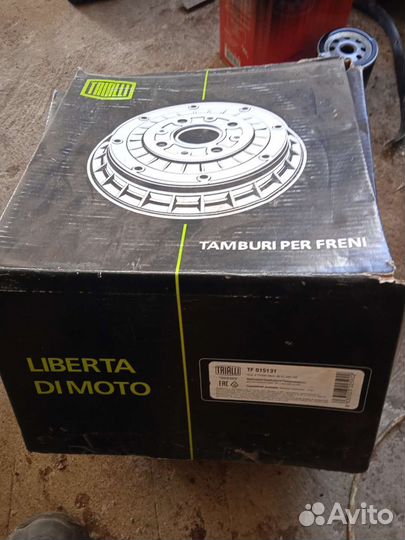 TRIALLI
TAMBURI PER FRENI
LIBERTA
DI MOTO
TRIALLI
TF 015131
EAC
Avito